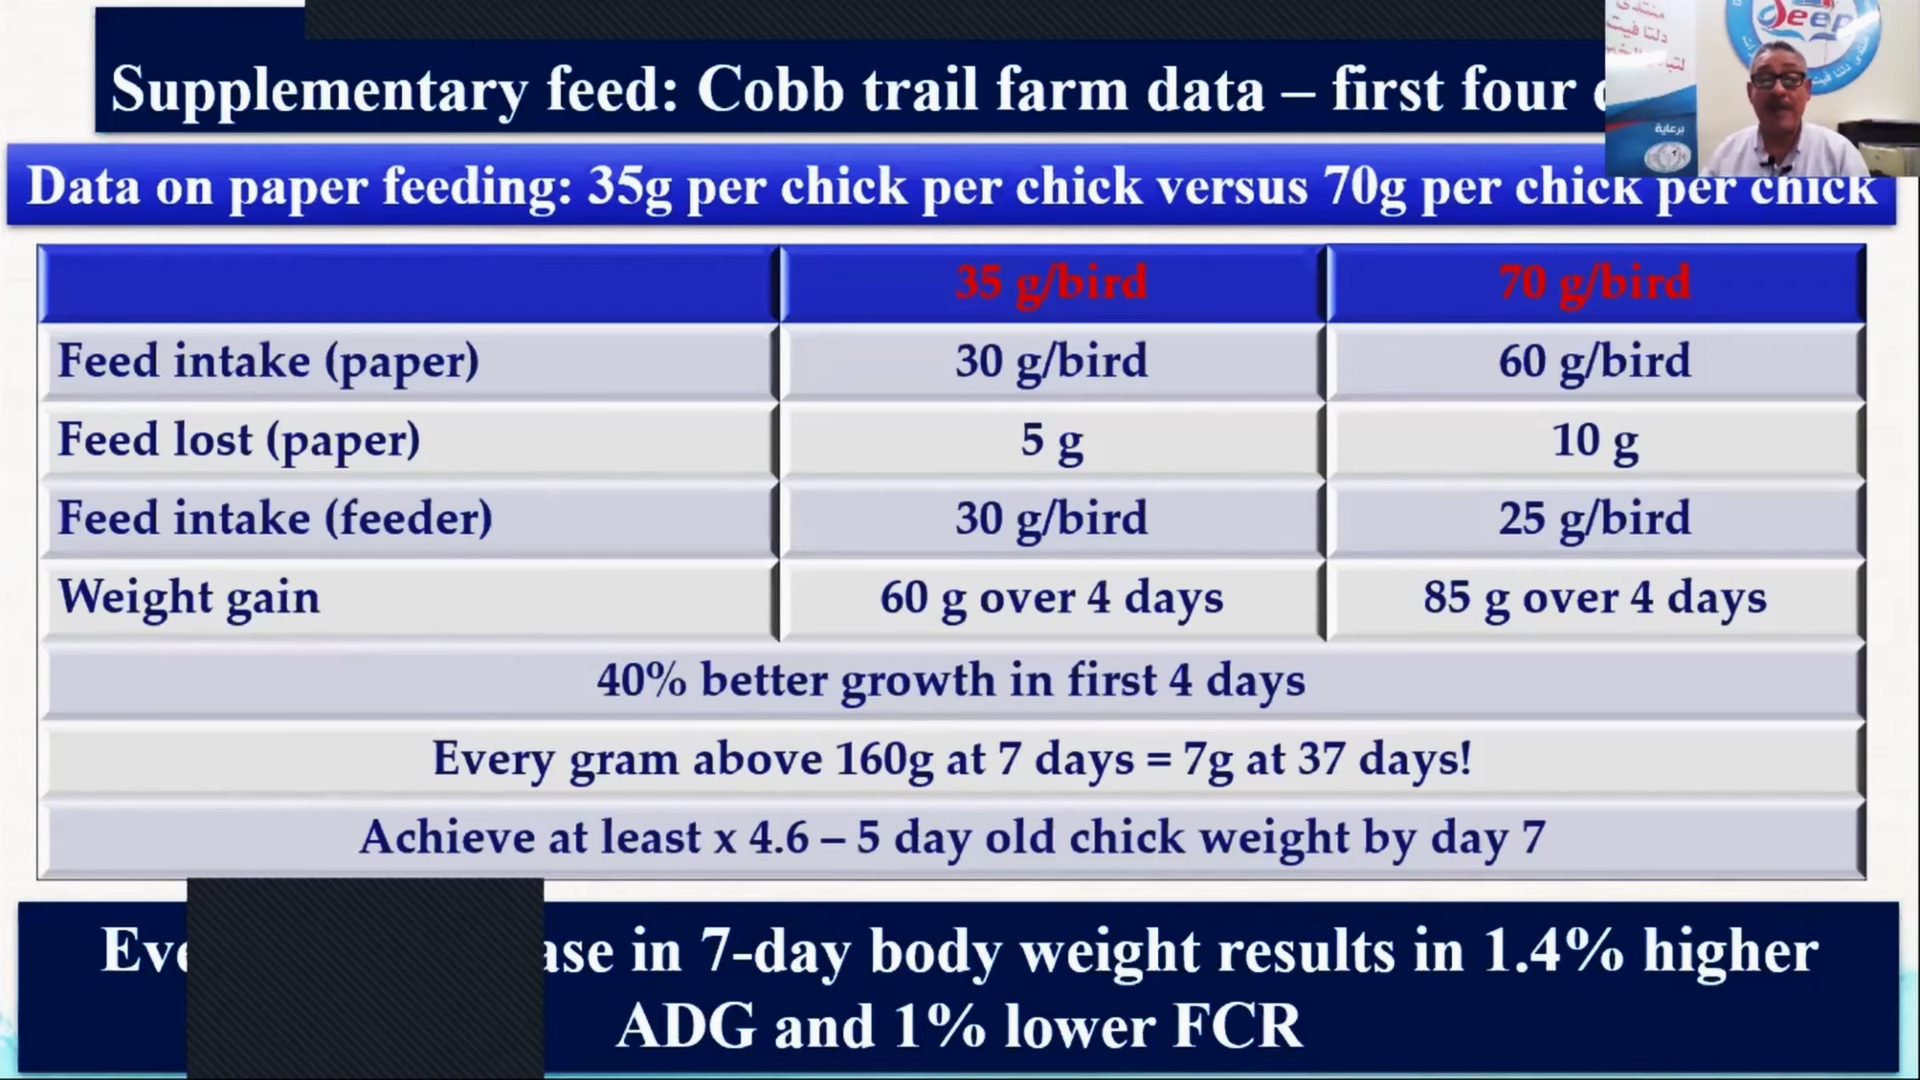 Supplementary feed: Cobb trail farm data – first four
Data on paper feeding: 35g per chick per chick versus 70g per chick per chick
35 g/bird 70 g/bird
Feed intake (paper) 30 g/bird 60 g/bird
Feed lost (paper) 5 g 10 g
Feed intake (feeder) 30 g/bird 25 g/bird
Weight gain 60 g over 4 days 85 g over 4 days
40% better growth in first 4 days
Every gram above 160g at 7 days = 7g at 37 days!
Achieve at least x 4.6 – 5 day old chick weight by day 7
in 7-day body weight results in 1.4% higher
ADG and 1% lower FCR
منتدى
دلتا فيت
برعاية
Deep